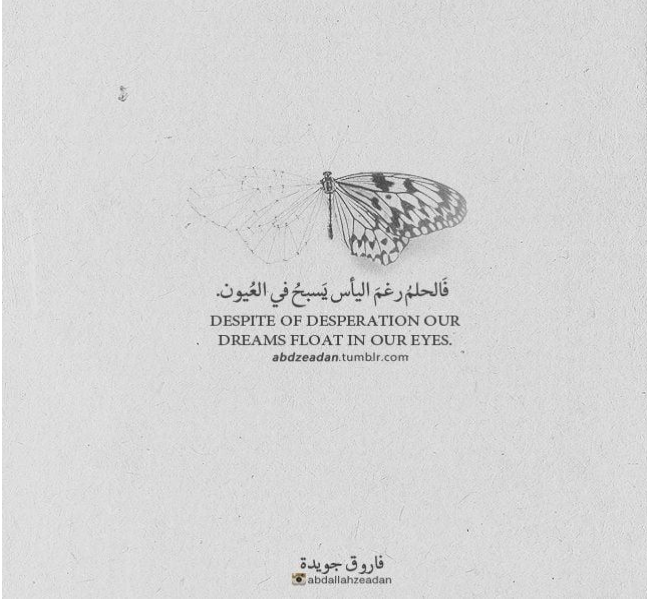 فَالحلمُ رغمَ اليأس يَسبحُ في العُيون.
DESPITE OF DESPERATION OUR
DREAMS FLOAT IN OUR EYES.
abdzeadan.tumblr.com
فاروق جويدة
abdallahzeadan